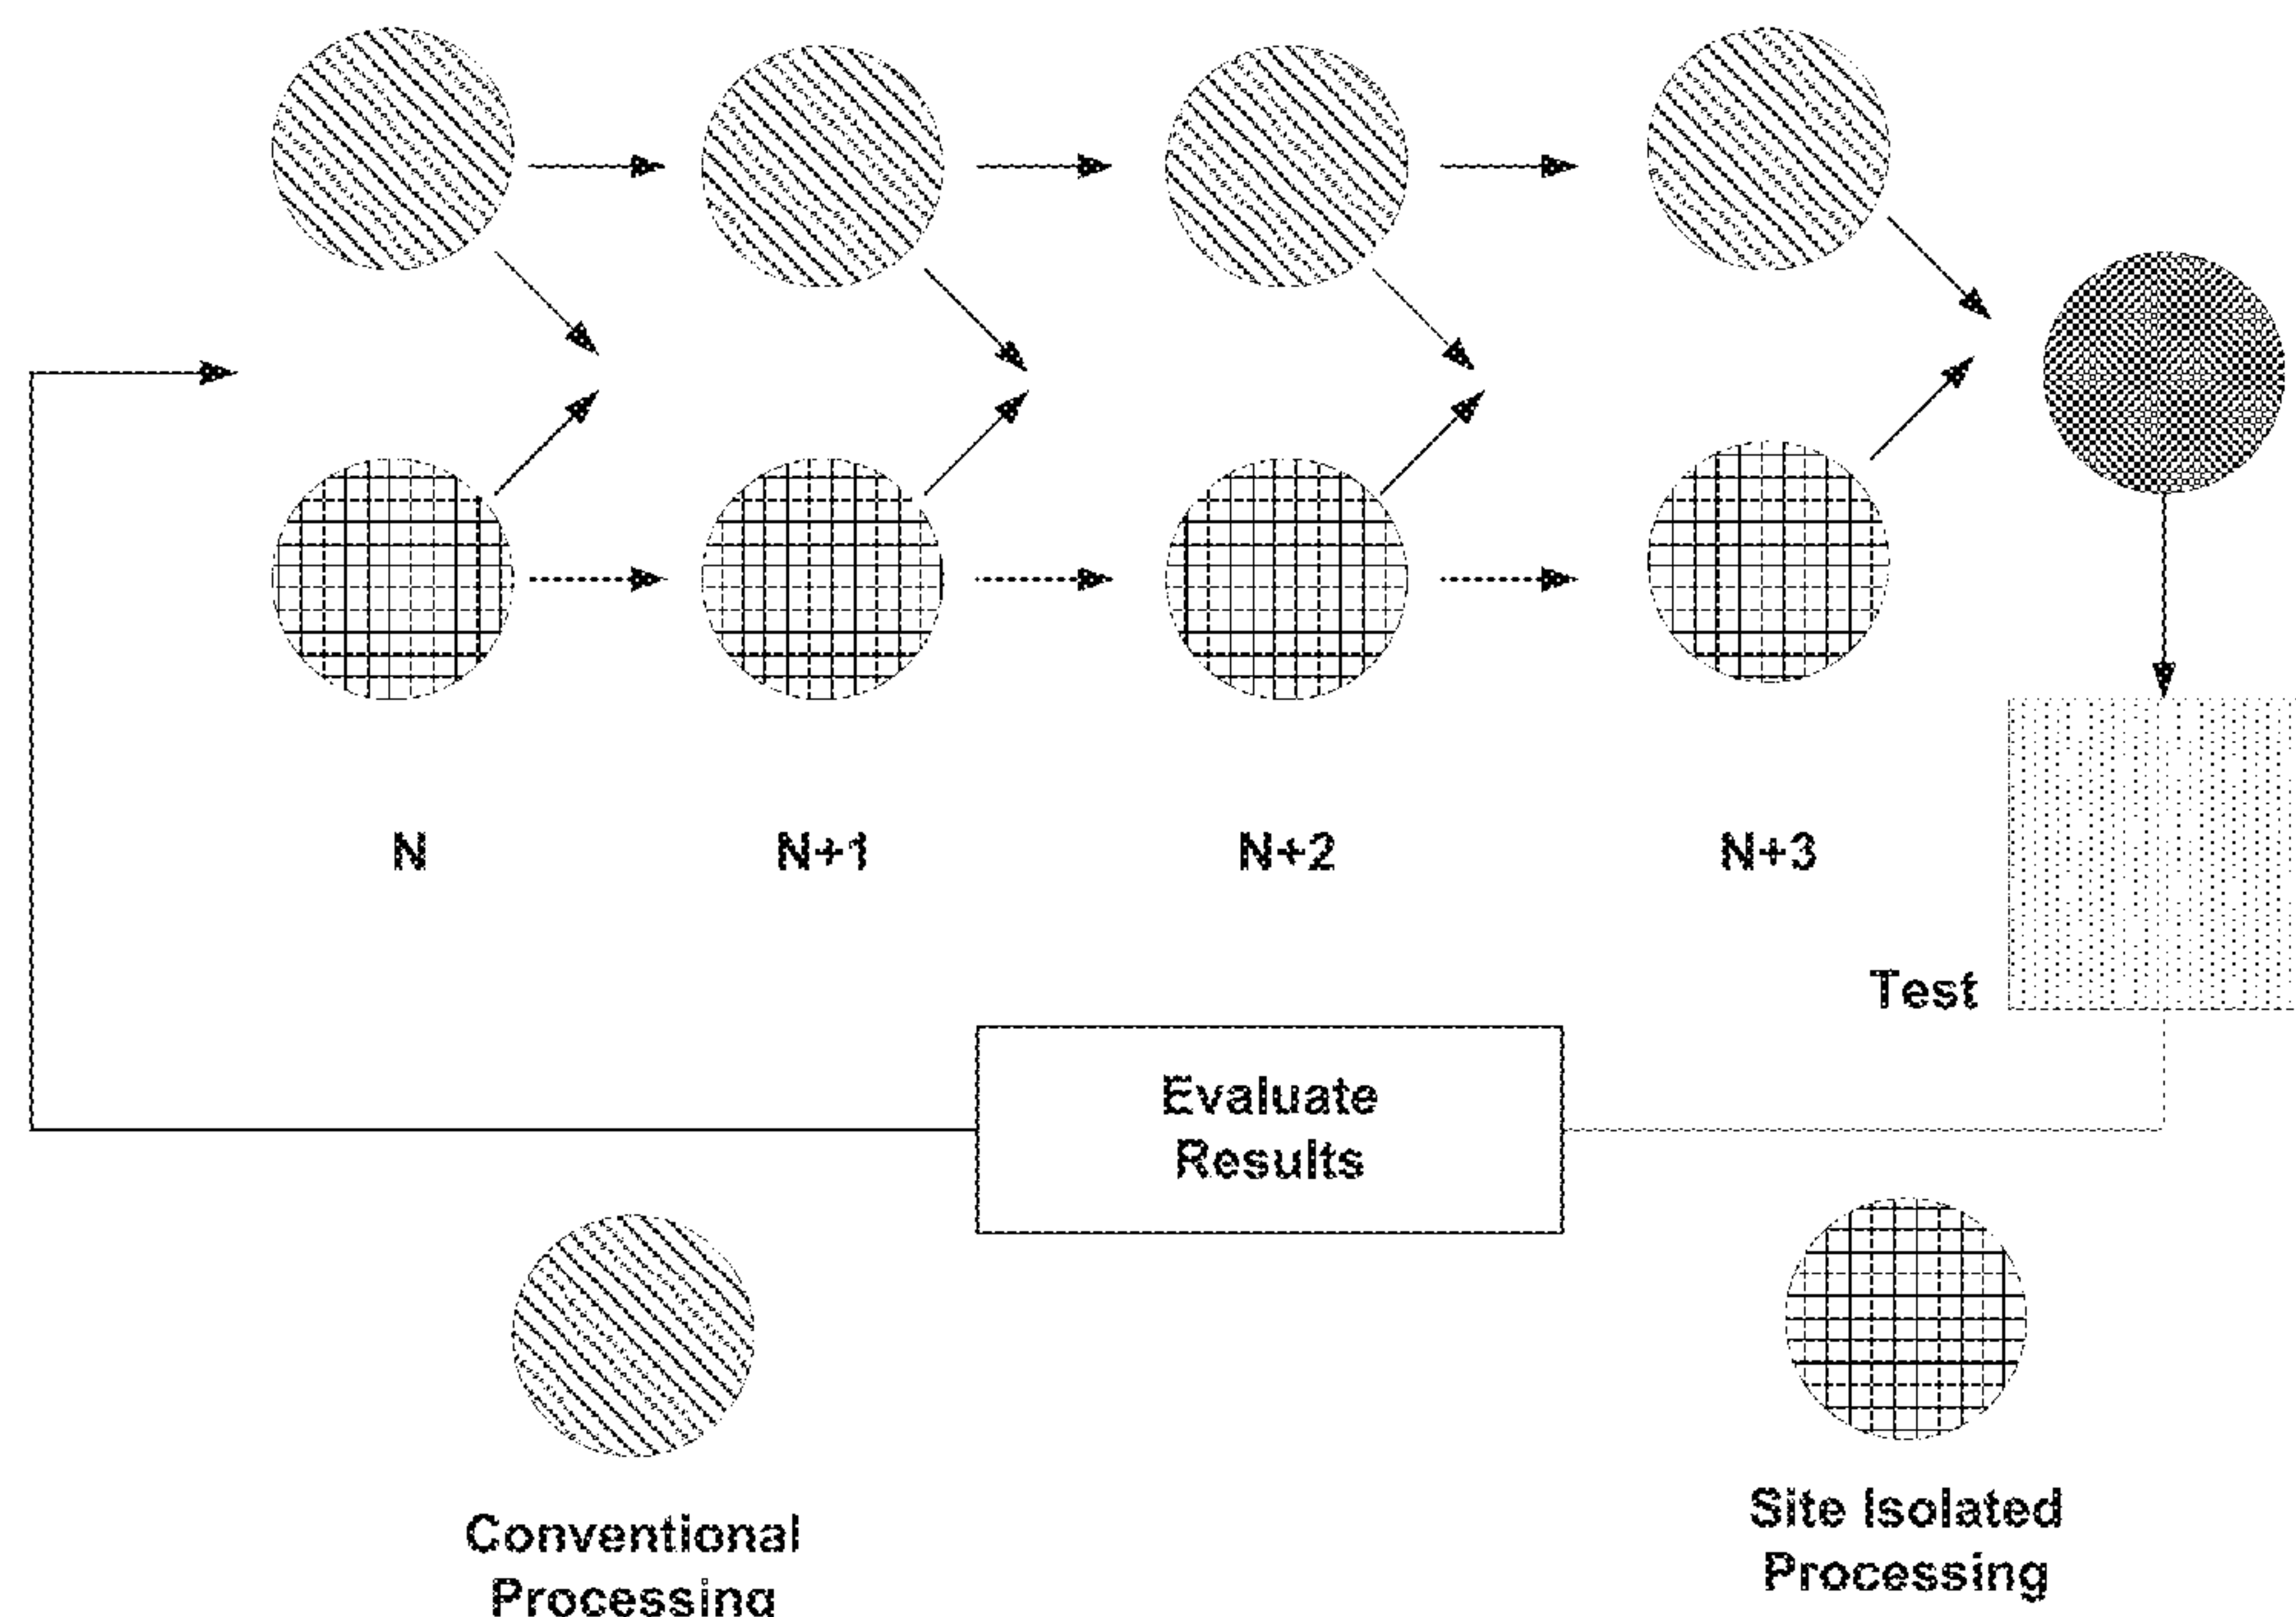 N
N+1
N+2
N+3
Test
Evaluate
Results
Conventional
Processing
Site Isolated
Processing